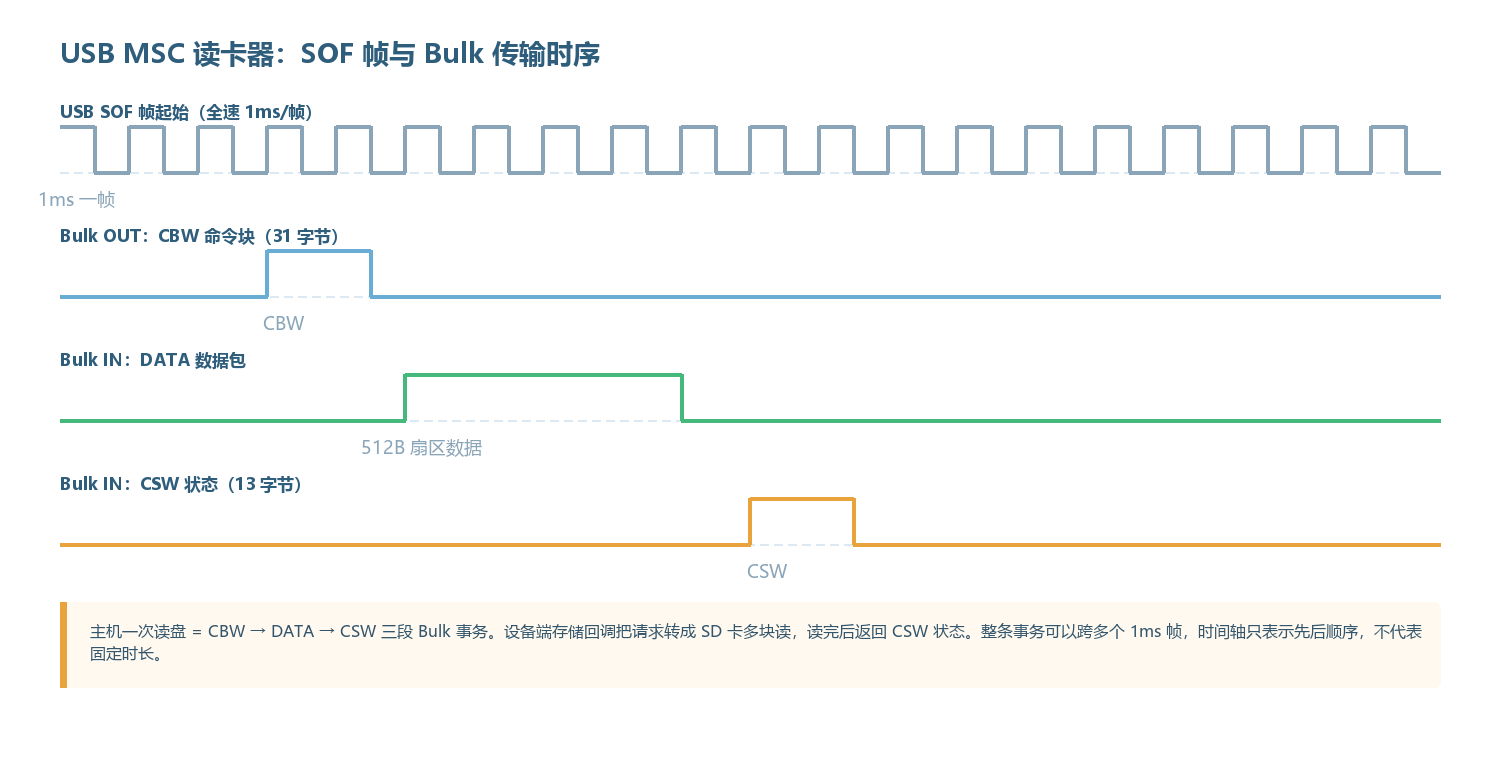 USB MSC 读卡器：SOF 帧与 Bulk 传输时序
USB SOF 帧起始（全速 1ms/帧）
1ms 一帧
Bulk OUT：CBW 命令块（31 字节）
CBW
Bulk IN：DATA 数据包
512B 扇区数据
Bulk IN：CSW 状态（13 字节）
CSW
主机一次读盘 = CBW → DATA → CSW 三段 Bulk 事务。设备端存储回调把请求转成 SD 卡多块读，读完后返回 CSW 状态。整条事务可以跨多个 1ms 帧，时间轴只表示先后顺序，不代表
固定时长。